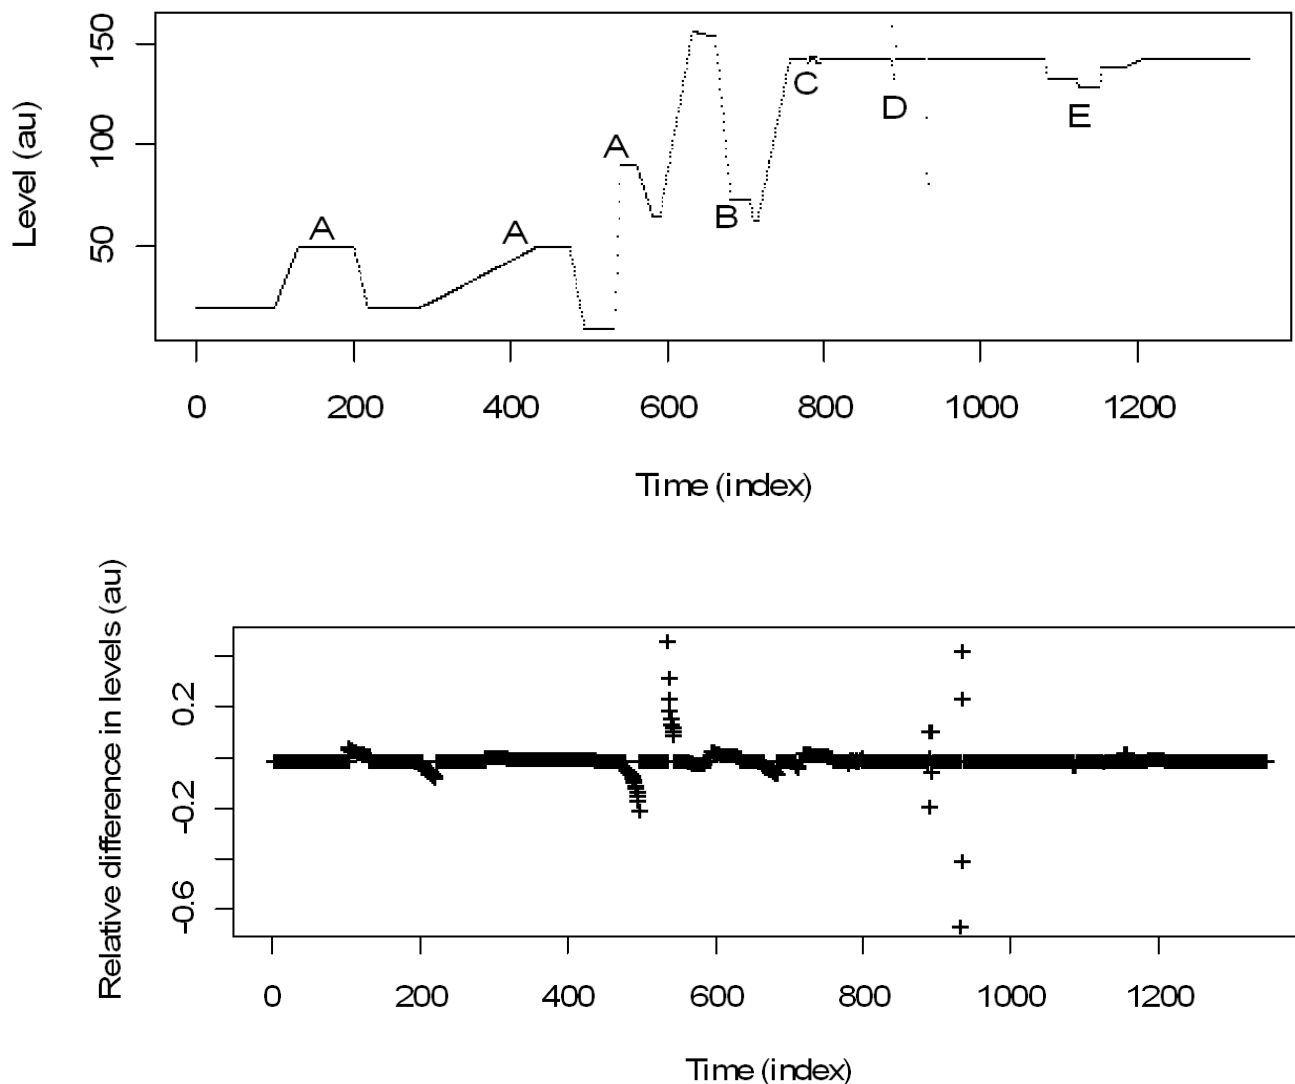 150
100
50
Level (au)
A
A
A
B
C
D
E
0 200 400 600 800 1000 1200
Time (index)
0.2
-0.2
-0.6
Relative difference in levels (au)
0 200 400 600 800 1000 1200
Time (index)